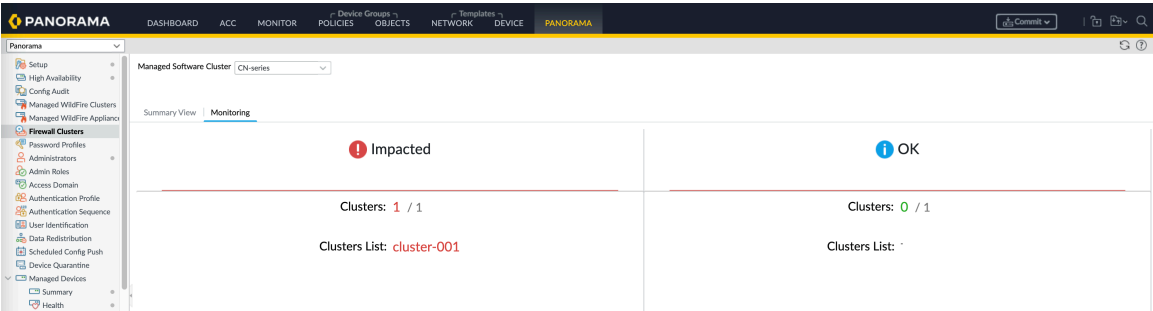 PANORAMA
DASHBOARD ACC MONITOR Device Groups POLICIES OBJECTS Templates NETWORK DEVICE PANORAMA Commit
Panorama
Setup
High Availability
Config Audit
Managed WildFire Clusters
Managed WildFire Applianc
Firewall Clusters
Password Profiles
Administrators
Admin Roles
Access Domain
Authentication Profile
Authentication Sequence
User Identification
Data Redistribution
Scheduled Config Push
Device Quarantine
Managed Devices
Summary
Health
Managed Software Cluster CN-series
Summary View Monitoring
Impacted
Clusters: 1 / 1
Clusters List: cluster-001
OK
Clusters: 0 / 1
Clusters List: -